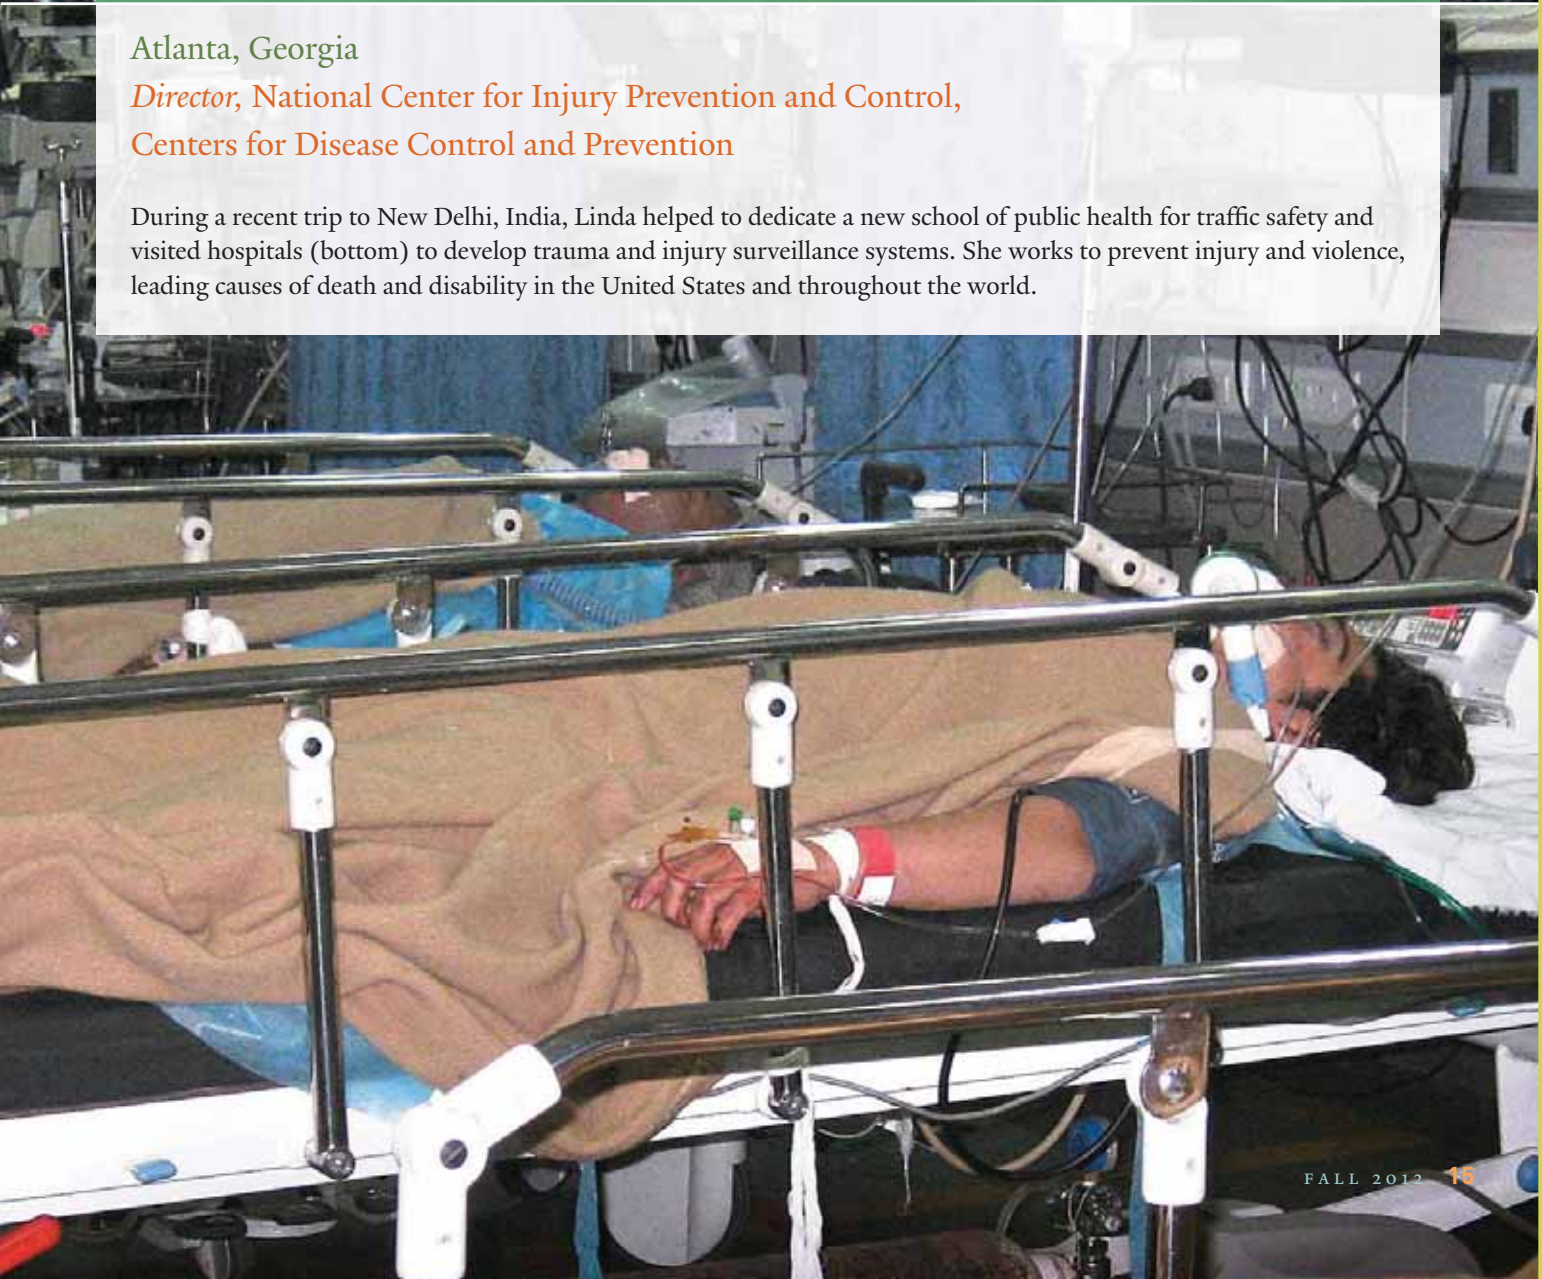 Atlanta, Georgia
Director, National Center for Injury Prevention and Control,
Centers for Disease Control and Prevention
During a recent trip to New Delhi, India, Linda helped to dedicate a new school of public health for traffic safety and
visited hospitals (bottom) to develop trauma and injury surveillance systems. She works to prevent injury and violence,
leading causes of death and disability in the United States and throughout the world.
FALL 2012 15